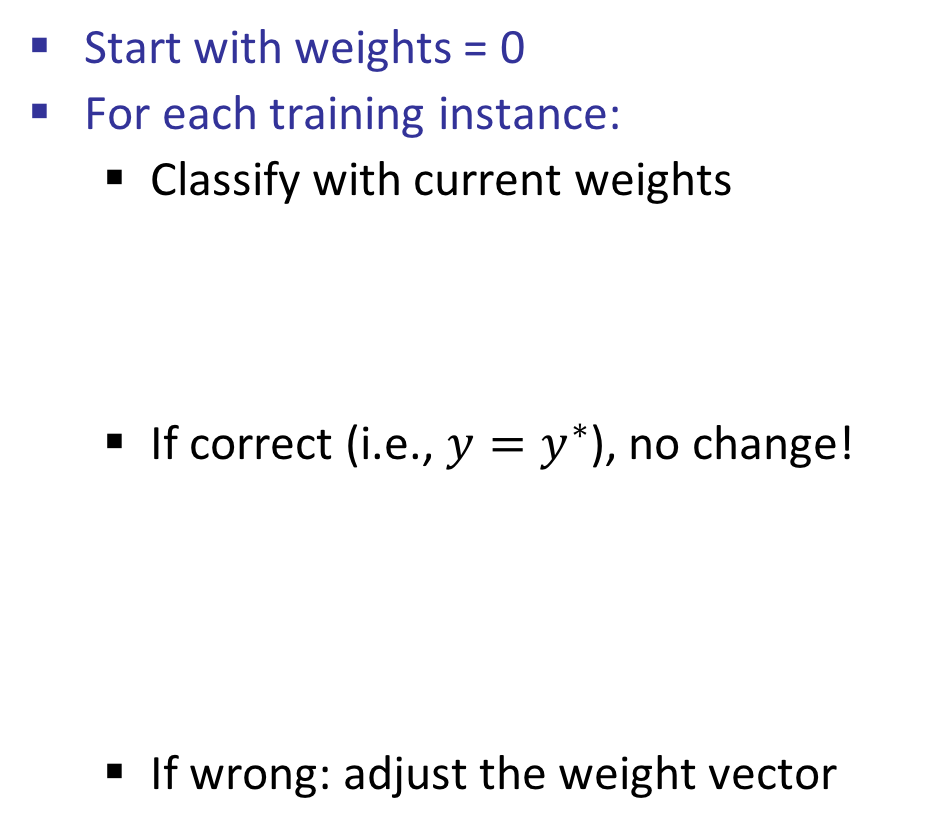 ▪ Start with weights = 0
▪ For each training instance:
▪ Classify with current weights
▪ If correct (i.e., y = y*), no change!
▪ If wrong: adjust the weight vector